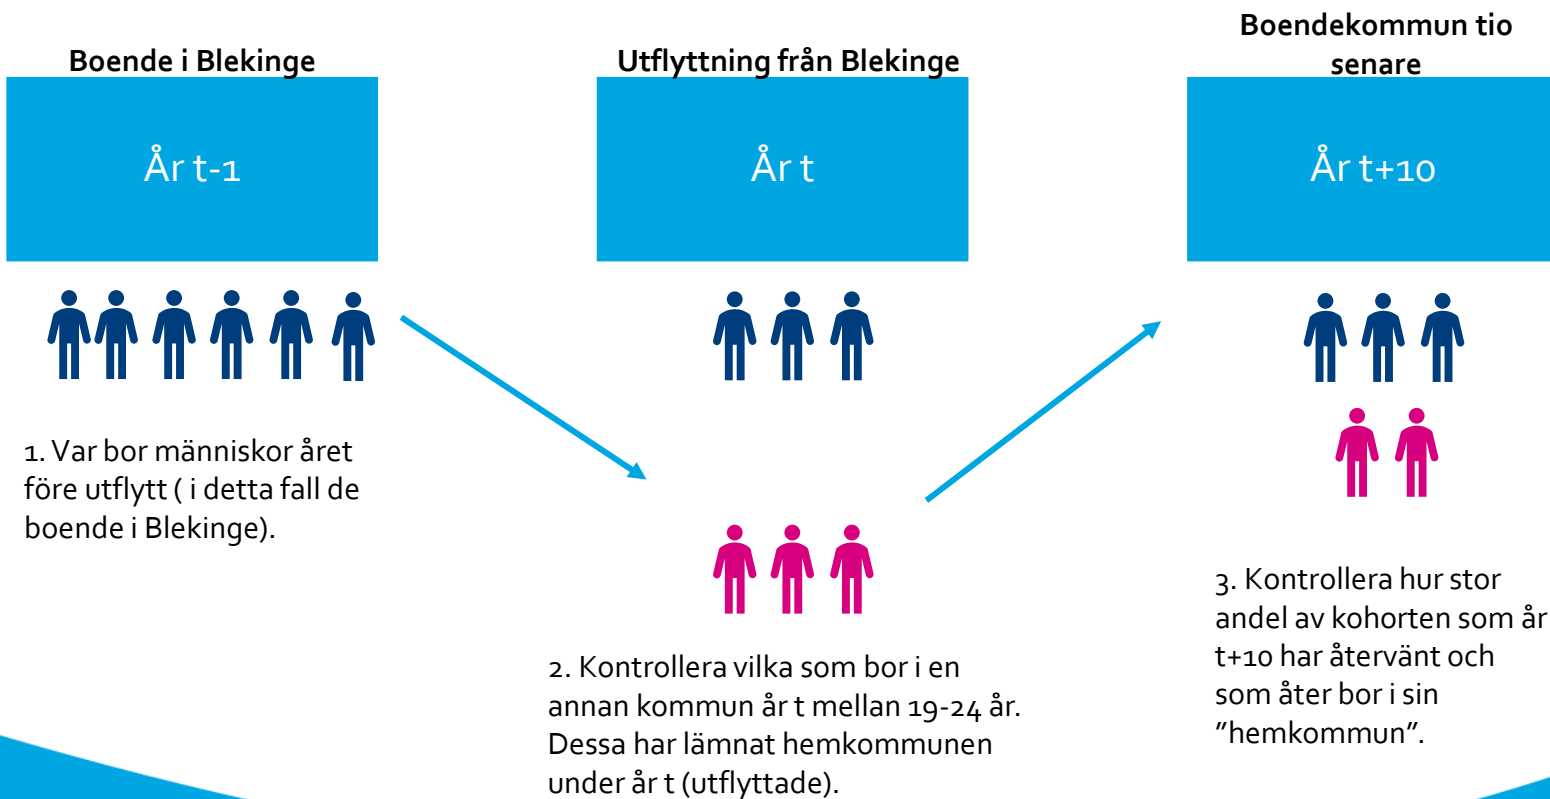 Boende i Blekinge
År t-1
1. Var bor människor året
före utflytt ( i detta fall de
boende i Blekinge).
Utflyttning från Blekinge
År t
2. Kontrollera vilka som bor i en
annan kommun år t mellan 19-24 år.
Dessa har lämnat hemkommunen
under år t (utflyttade).
Boendekommun tio
senare
År t+10
3. Kontrollera hur stor
andel av kohorten som år
t+10 har återvänt och
som åter bor i sin
”hemkommun”.